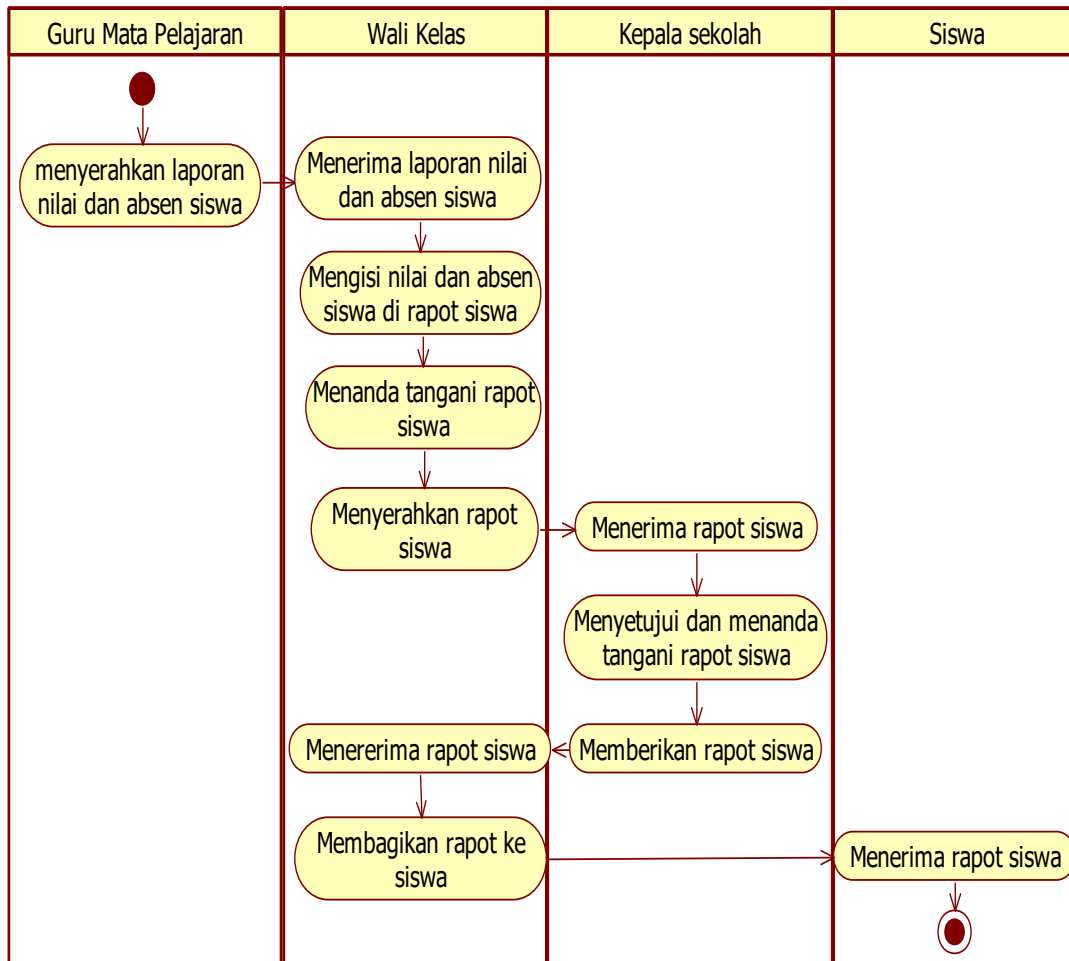 Guru Mata Pelajaran
Wali Kelas
Kepala sekolah
Siswa
menyerahkan laporan
nilai dan absen siswa
Menerima laporan nilai
dan absen siswa
Mengisi nilai dan absen
siswa di rapot siswa
Menanda tangani rapot
siswa
Menyerahkan rapot
siswa
Menerima rapot siswa
Menyetujui dan menanda
tangani rapot siswa
Memberikan rapot siswa
Menererima rapot siswa
Membagikan rapot ke
siswa
Menerima rapot siswa